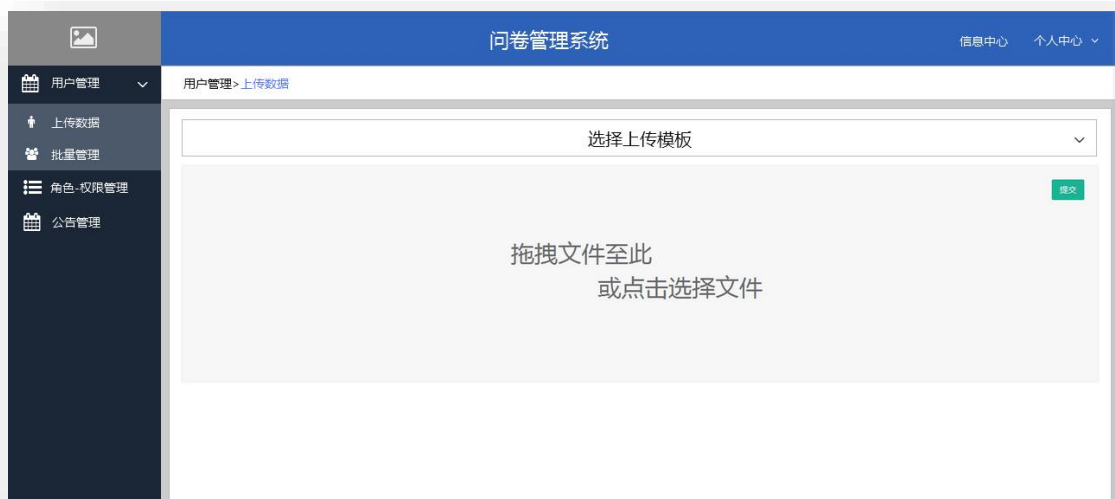 问卷管理系统
信息中心 个人中心
用户管理
用户管理>上传数据
上传数据
批量管理
角色-权限管理
公告管理
选择上传模板
提交
拖拽文件至此
或点击选择文件